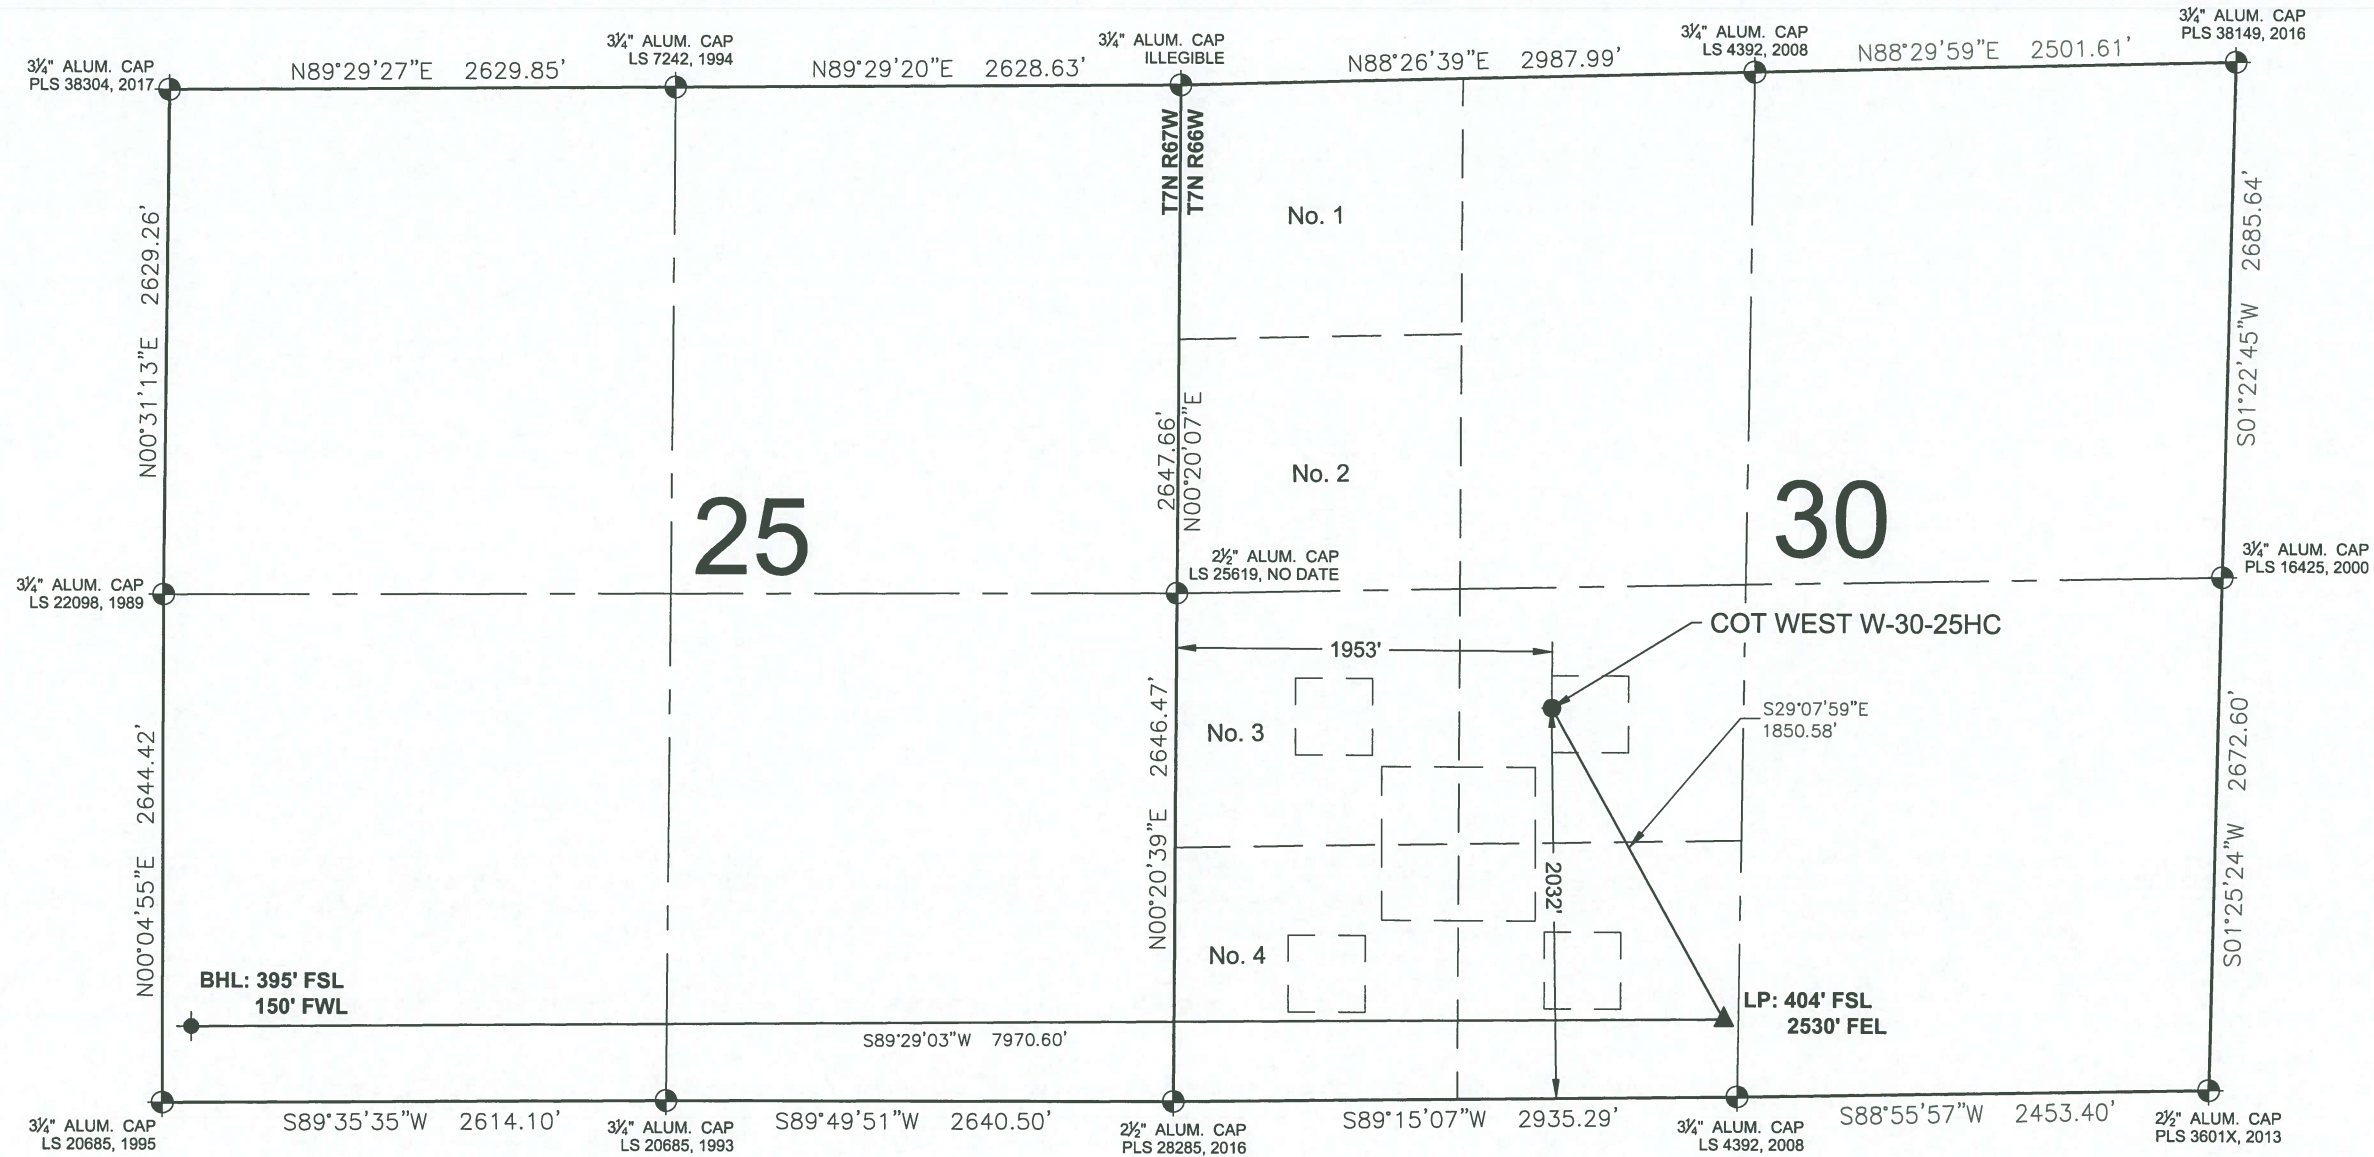 3¼" ALUM. CAP
PLS 38304, 2017
N89°29'27"E 2629.85'
3¼" ALUM. CAP
LS 7242, 1994
N89°29'20"E 2628.63'
3¼" ALUM. CAP
ILLEGIBLE
N88°26'39"E 2987.99'
3¼" ALUM. CAP
LS 4392, 2008
N88°29'59"E 2501.61'
3¼" ALUM. CAP
PLS 38149, 2016
T7N R67W
T7N R66W
No. 1
N00°31'13"E 2629.26'
S01°22'45"W 2685.64'
2647.66'
N00°20'07"E
No. 2
25
30
3¼" ALUM. CAP
LS 22098, 1989
2½" ALUM. CAP
LS 25619, NO DATE
3¼" ALUM. CAP
PLS 16425, 2000
COT WEST W-30-25HC
1953'
No. 3
S29°07'59"E
1850.58'
N00°04'55"E 2644.42'
N00°20'39"E 2646.47'
2032'
S01°25'24"W 2672.60'
No. 4
BHL: 395' FSL
150' FWL
LP: 404' FSL
2530' FEL
S89°29'03"W 7970.60'
3¼" ALUM. CAP
LS 20685, 1995
S89°35'35"W 2614.10'
3¼" ALUM. CAP
LS 20685, 1993
S89°49'51"W 2640.50'
2½" ALUM. CAP
PLS 28285, 2016
S89°15'07"W 2935.29'
3¼" ALUM. CAP
LS 4392, 2008
S88°55'57"W 2453.40'
2½" ALUM. CAP
PLS 3601X, 2013